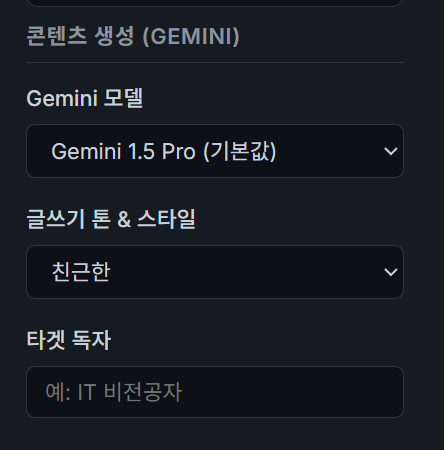 콘텐츠 생성 (GEMINI)
Gemini 모델
Gemini 1.5 Pro (기본값)
글쓰기 톤 & 스타일
친근한
타겟 독자
예: IT 비전공자